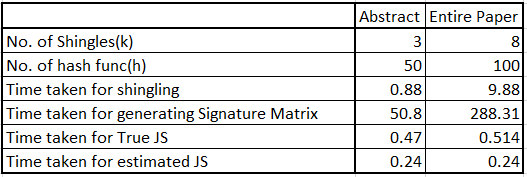 Abstract Entire Paper
No. of Shingles(k) 3 8
No. of hash func(h) 50 100
Time taken for shingling 0.88 9.88
Time taken for generating Signature Matrix 50.8 288.31
Time taken for True JS 0.47 0.514
Time taken for estimated JS 0.24 0.24